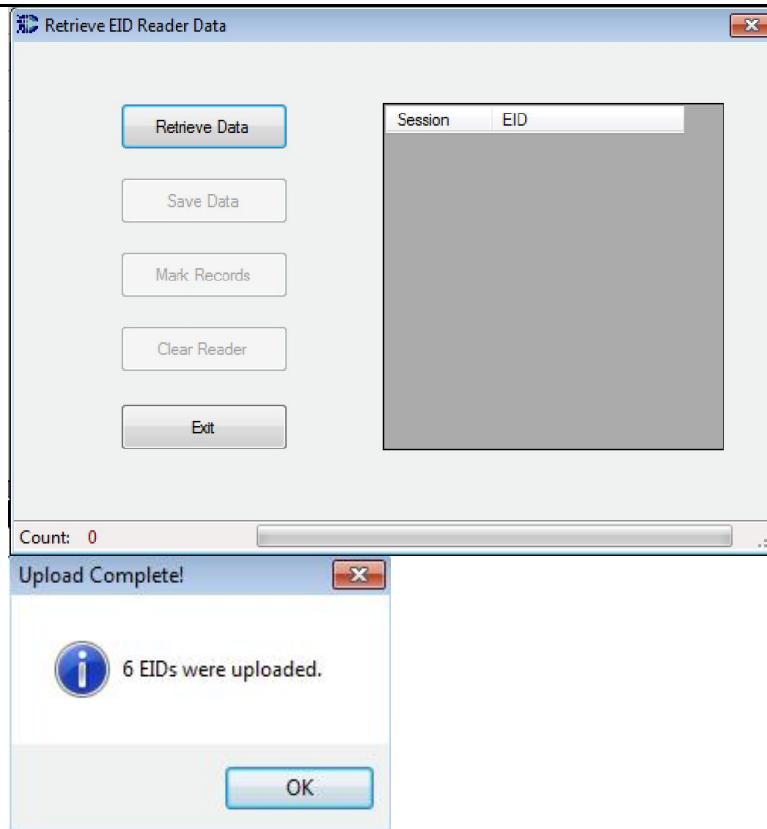 Retrieve EID Reader Data
Retrieve Data
Session EID
Save Data
Mark Records
Clear Reader
Exit
Count: 0
Upload Complete!
6 EIDs were uploaded.
OK